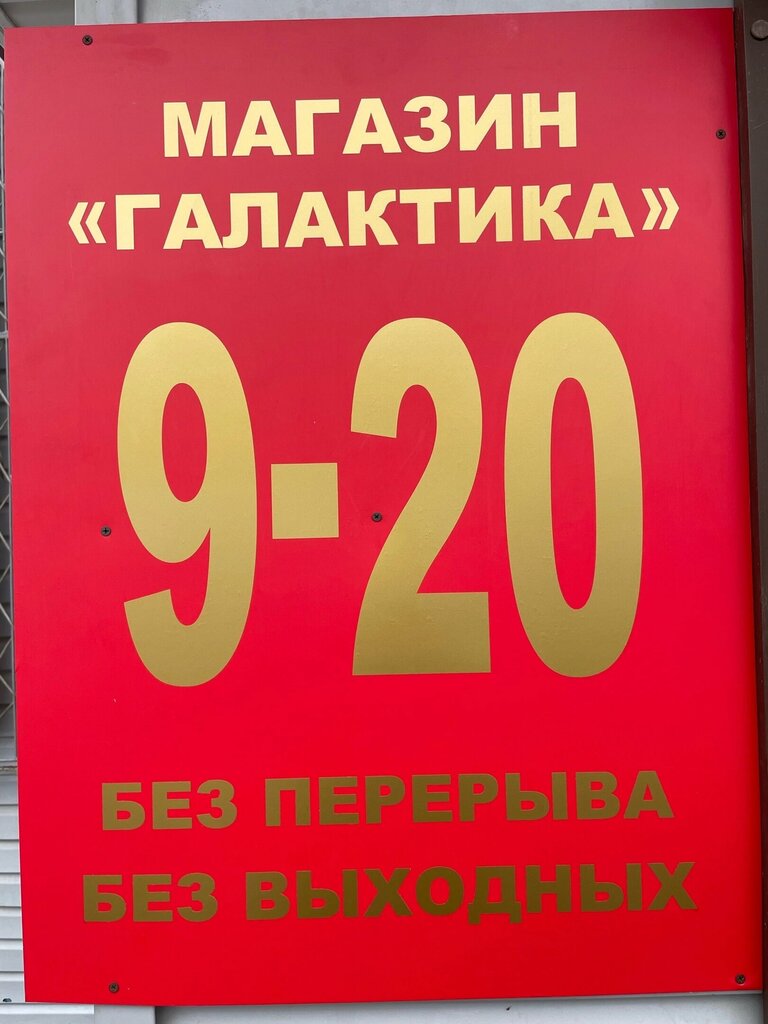 МАГАЗИН
«ГАЛАКТИКА»
9-20
БЕЗ ПЕРЕРЫВА
БЕЗ ВЫХОДНЫХ